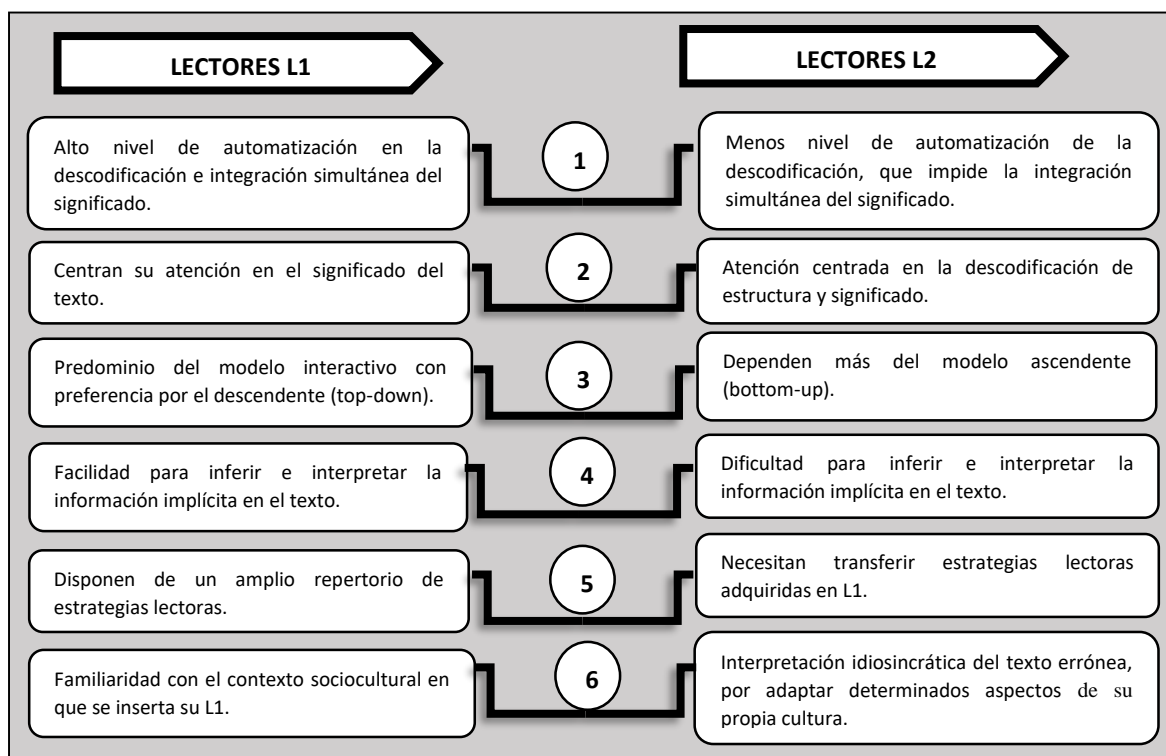 LECTORES L1
LECTORES L2
Alto nivel de automatización en la
descodificación e integración simultánea del
significado.
1
Menos nivel de automatización de la
descodificación, que impide la integración
simultánea del significado.
Centran su atención en el significado del
texto.
2
Atención centrada en la descodificación de
estructura y significado.
Predominio del modelo interactivo con
preferencia por el descendente (top-down).
3
Dependen más del modelo ascendente
(bottom-up).
Facilidad para inferir e interpretar la
información implícita en el texto.
4
Dificultad para inferir e interpretar la
información implícita en el texto.
Disponen de un amplio repertorio de
estrategias lectoras.
5
Necesitan transferir estrategias lectoras
adquiridas en L1.
Familiaridad con el contexto sociocultural en
que se inserta su L1.
6
Interpretación idiosincrática del texto errónea,
por adaptar determinados aspectos de su
propia cultura.